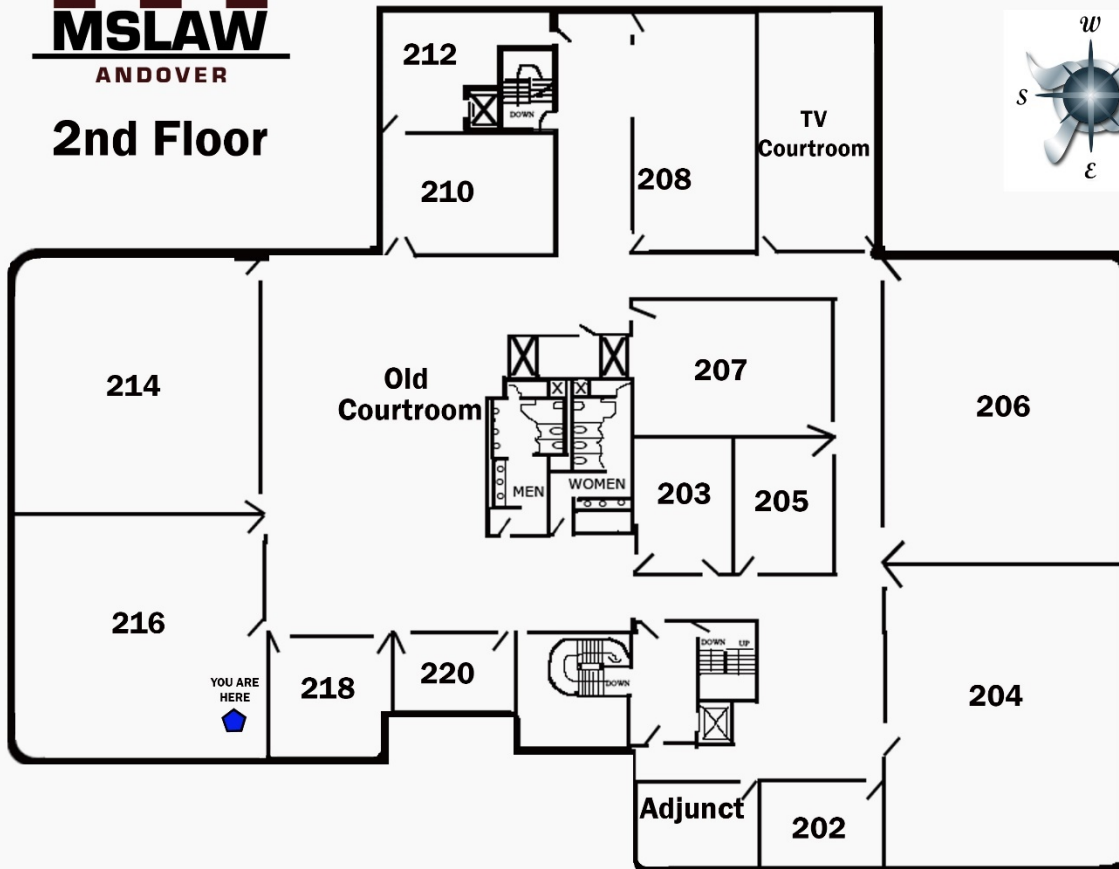 MSLAW
ANDOVER
2nd Floor
W
S
E
212
DOWN
TV
Courtroom
210
208
214
Old
Courtroom
207
206
203
205
MEN
WOMEN
216
YOU ARE
HERE
218
220
DOWN
DOWN
UP
204
Adjunct
202